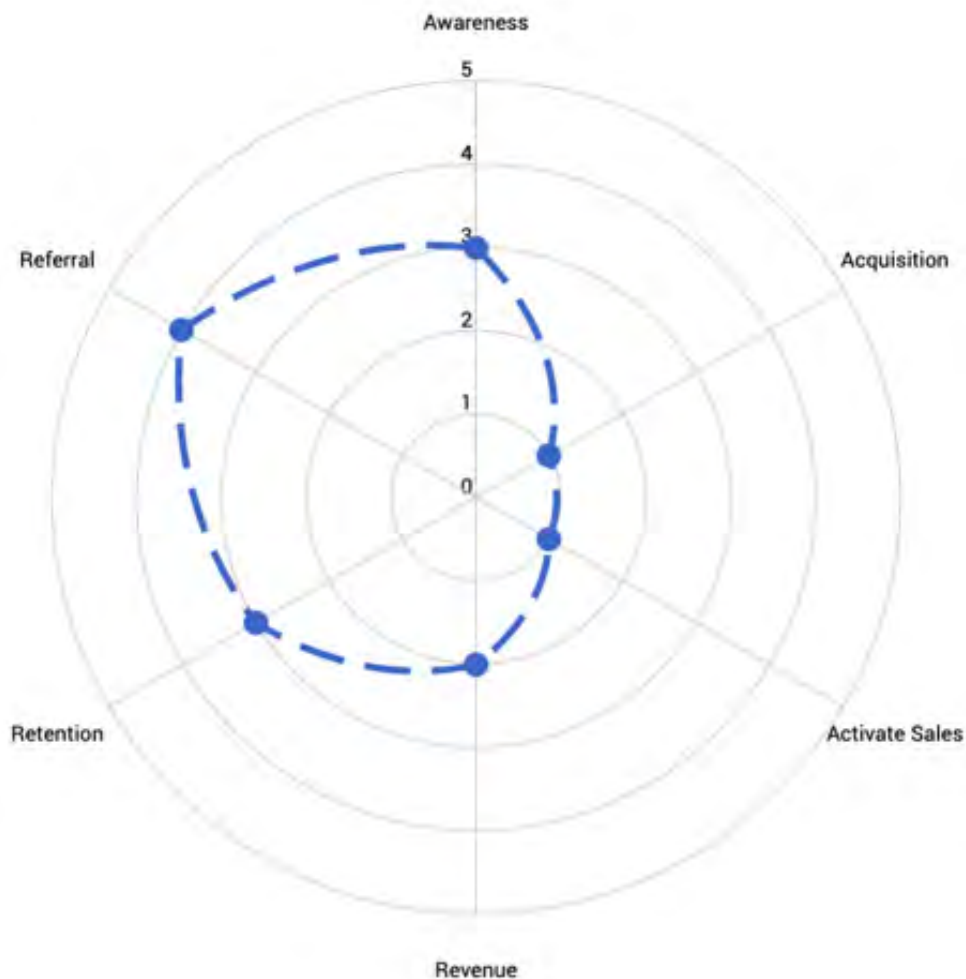 Awareness
5
4
3
Referral
Acquisition
2
1
0
Retention
Activate Sales
Revenue